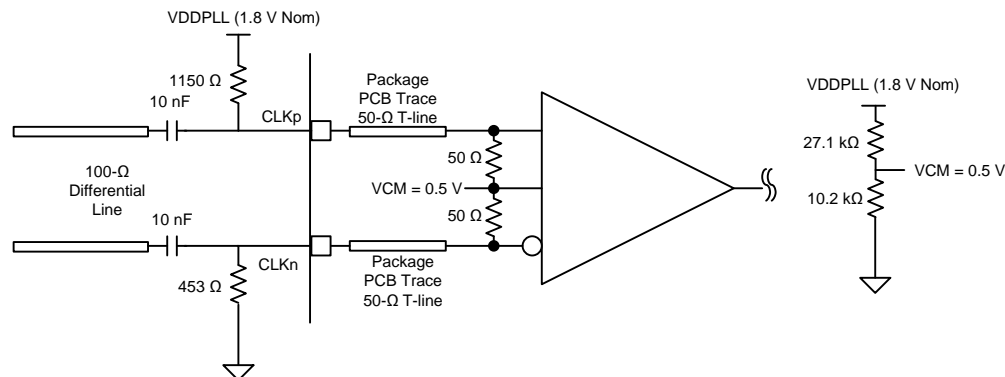 VDDPLL (1.8 V Nom)
1150 Ω
10 nF
CLKp
Package
PCB Trace
50-Ω T-line
100-Ω
Differential
Line
50 Ω
VCM = 0.5 V
50 Ω
10 nF
CLKn
453 Ω
Package
PCB Trace
50-Ω T-line
VDDPLL (1.8 V Nom)
27.1 kΩ
VCM = 0.5 V
10.2 kΩ